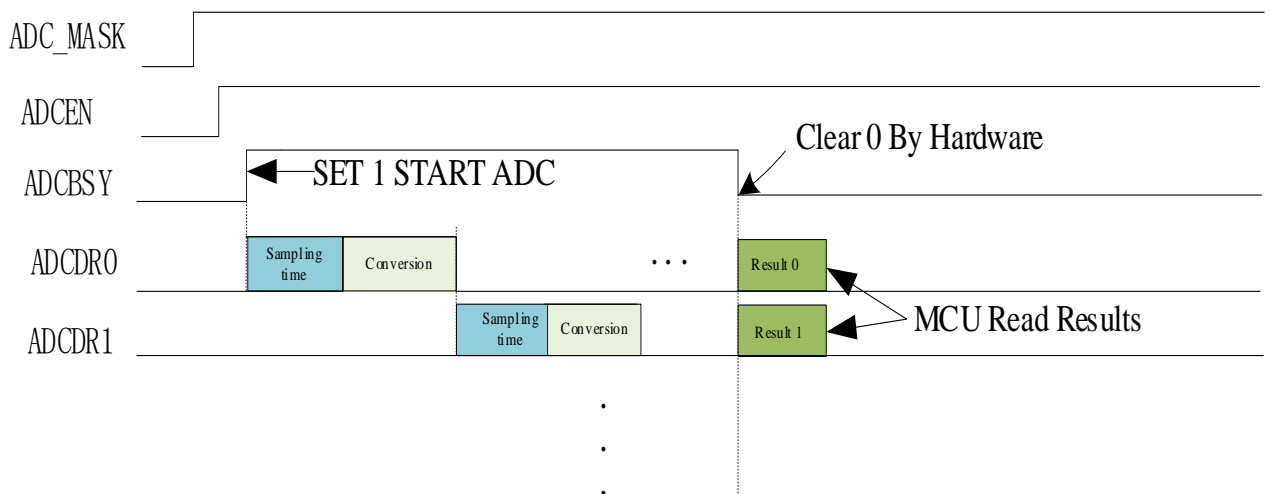 ADC_MASK
ADCEN
Clear 0 By Hardware
ADCBSY
SET 1 START ADC
ADCDR0
Sampling
time
Conversion
...
Result 0
MCU Read Results
ADCDR1
Sampling
time
Conversion
Result 1
.
.
.